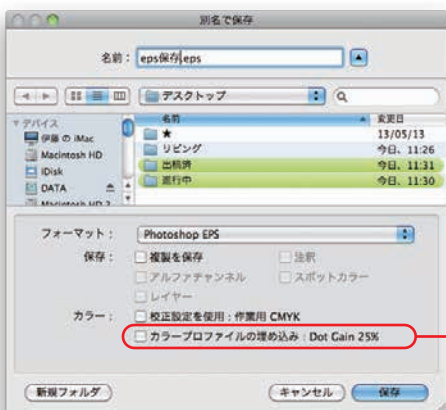 別名で保存
名前： eps保存.eps
デスクトップ
デバイス
伊藤 の iMac
Macintosh HD
iDisk
DATA
Macintosh HD 2
名前 変更日
★ 13/05/13
リビング 今日、11:26
出稿済 今日、11:31
進行中 今日、11:30
フォーマット： Photoshop EPS
保存： 複製を保存 注釈
アルファチャンネル スポットカラー
レイヤー
カラー： 校正設定を使用：作業用 CMYK
カラープロファイルの埋め込み：Dot Gain 25%
新規フォルダ キャンセル 保存